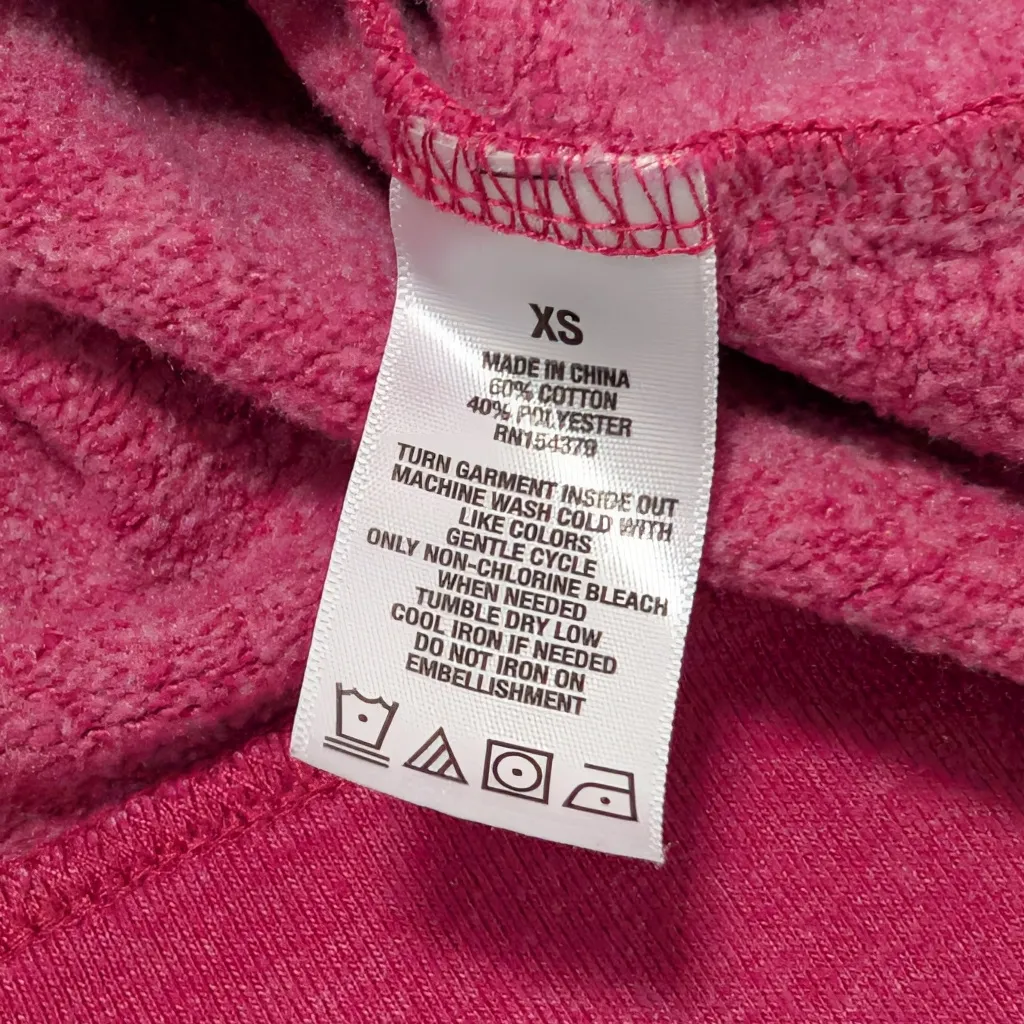 XS
MADE IN CHINA
60% COTTON
40% POLYESTER
RN154379
TURN GARMENT INSIDE OUT
MACHINE WASH COLD WITH
LIKE COLORS
GENTLE CYCLE
ONLY NON-CHLORINE BLEACH
WHEN NEEDED
TUMBLE DRY LOW
COOL IRON IF NEEDED
DO NOT IRON ON
EMBELLISHMENT